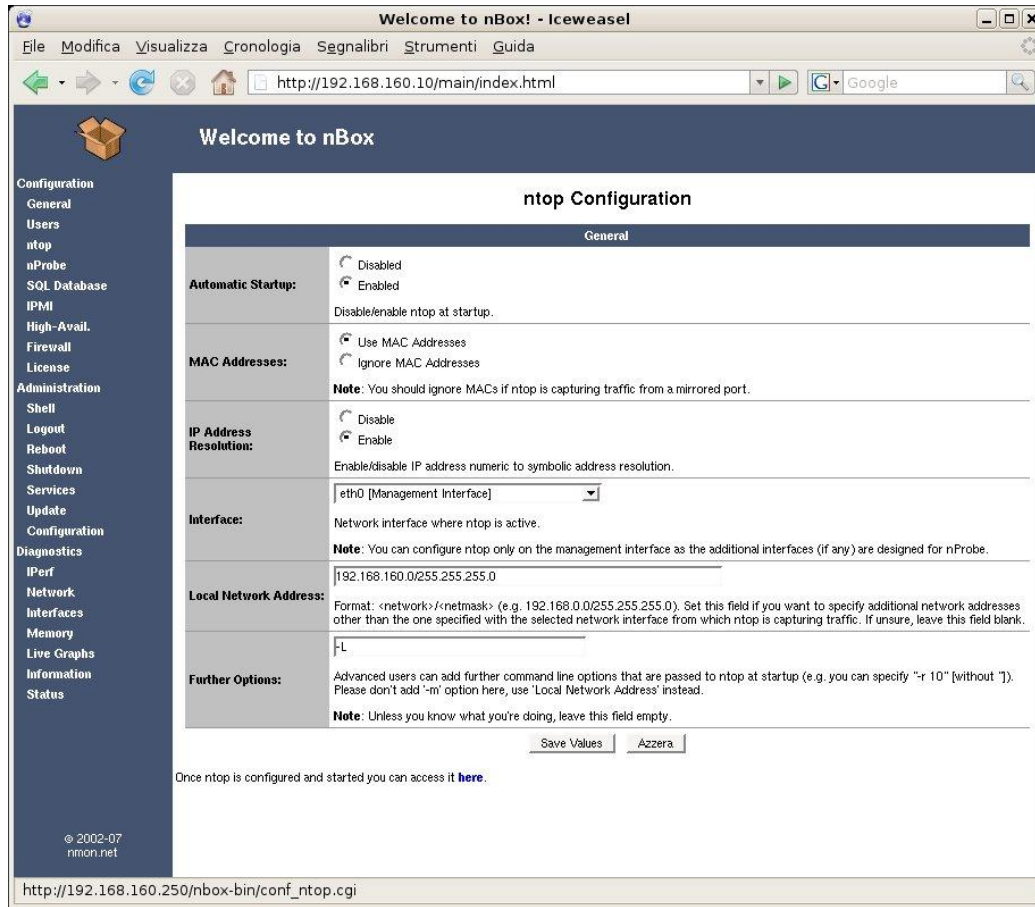 Welcome to nBox! - Iceweasel
File Modifica Visualizza Cronologia Segnalibri Strumenti Guida
http://192.168.160.10/main/index.html
G Google
Welcome to nBox
Configuration
General
Users
ntop
nProbe
SQL Database
IPMI
High-Avail.
Firewall
License
Administration
Shell
Logout
Reboot
Shutdown
Services
Update
Configuration
Diagnostics
IPerf
Network
Interfaces
Memory
Live Graphs
Information
Status
© 2002-07
nmon.net
ntop Configuration
General
Automatic Startup:
Disabled
Enabled
Disable/enable ntop at startup.
MAC Addresses:
Use MAC Addresses
Ignore MAC Addresses
Note: You should ignore MACs if ntop is capturing traffic from a mirrored port.
IP Address
Resolution:
Disable
Enable
Enable/disable IP address numeric to symbolic address resolution.
Interface:
eth0 [Management Interface]
Network interface where ntop is active.
Note: You can configure ntop only on the management interface as the additional interfaces (if any) are designed for nProbe.
Local Network Address:
192.168.160.0/255.255.255.0
Format: <network>/<netmask> (e.g. 192.168.0.0/255.255.255.0). Set this field if you want to specify additional network addresses
other than the one specified with the selected network interface from which ntop is capturing traffic. If unsure, leave this field blank.
Further Options:
-L
Advanced users can add further command line options that are passed to ntop at startup (e.g. you can specify "-r 10" [without "]).
Please don't add '-m' option here, use 'Local Network Address' instead.
Note: Unless you know what you're doing, leave this field empty.
Save Values Azzera
Once ntop is configured and started you can access it here.
http://192.168.160.250/nbox-bin/conf_ntop.cgi